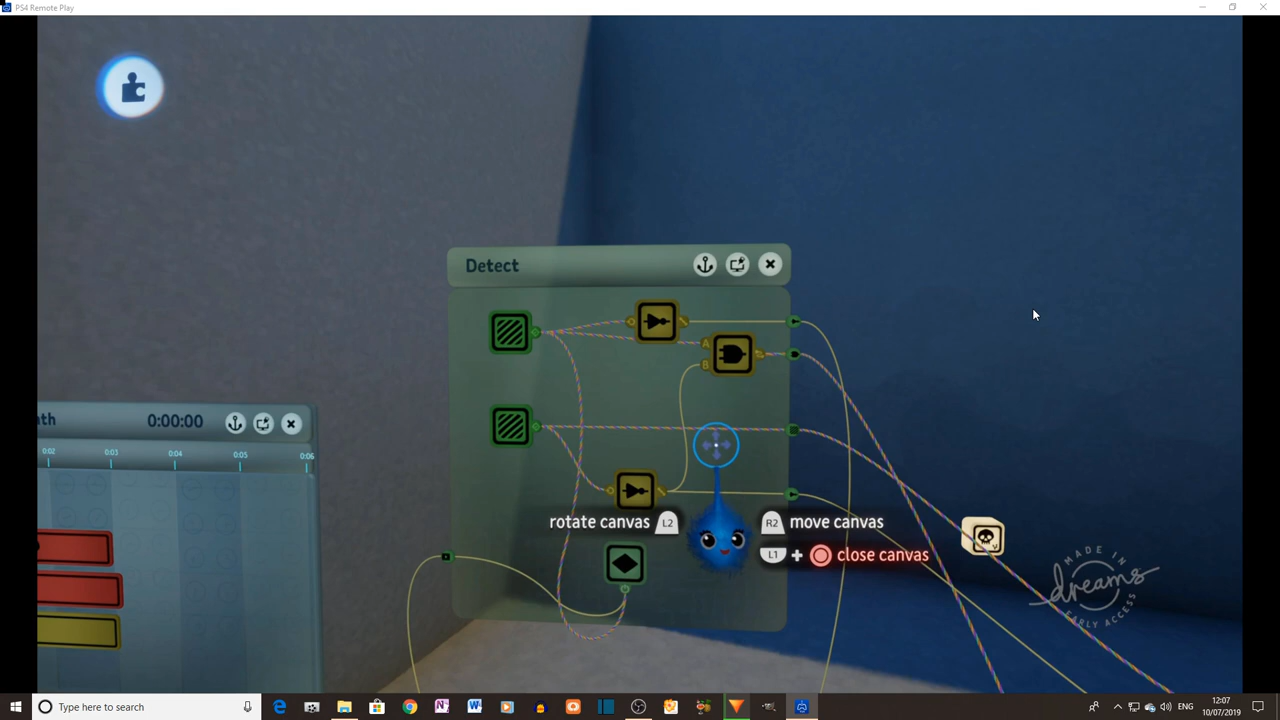 PS4 Remote Play
Detect
A
B
nth
0:00:00
0:02
0:03
0:04
0:05
0:06
rotate canvas L2
R2 move canvas
L1 + close canvas
MADE IN
dreams
EARLY ACCESS
Type here to search
ENG
12:07
10/07/2019